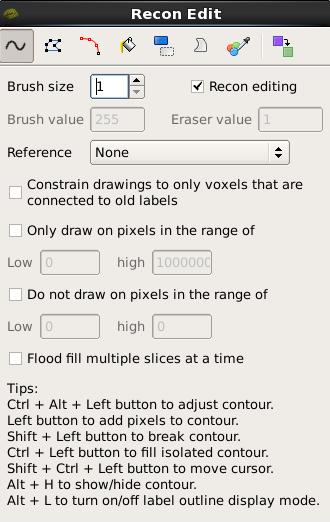 Recon Edit
Brush size 1 Recon editing
Brush value 255 Eraser value 1
Reference None
Constrain drawings to only voxels that are
connected to old labels
Only draw on pixels in the range of
Low 0 high 1000000
Do not draw on pixels in the range of
Low 0 high 0
Flood fill multiple slices at a time
Tips:
Ctrl + Alt + Left button to adjust contour.
Left button to add pixels to contour.
Shift + Left button to break contour.
Ctrl + Left button to fill isolated contour.
Shift + Ctrl + Left button to move cursor.
Alt + H to show/hide contour.
Alt + L to turn on/off label outline display mode.